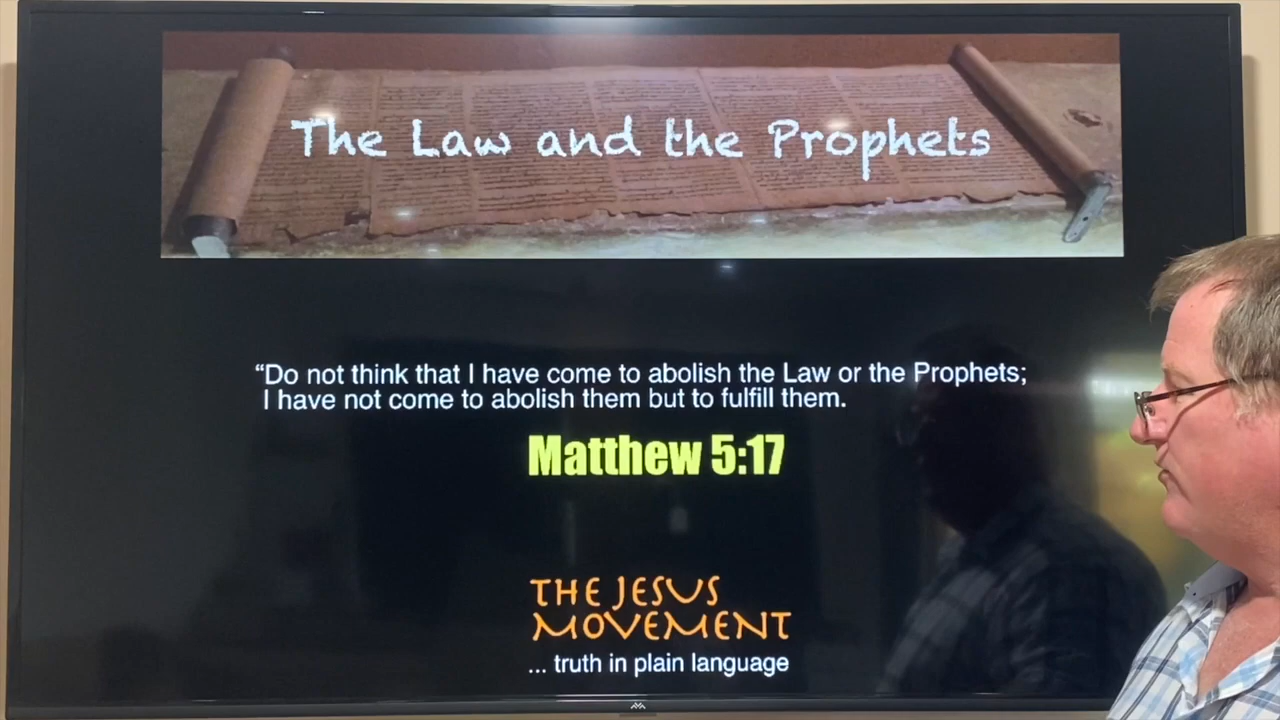 The Law and the Prophets
“Do not think that I have come to abolish the Law or the Prophets;
I have not come to abolish them but to fulfill them.
Matthew 5:17
THE JESUS
MOVEMENT
... truth in plain language